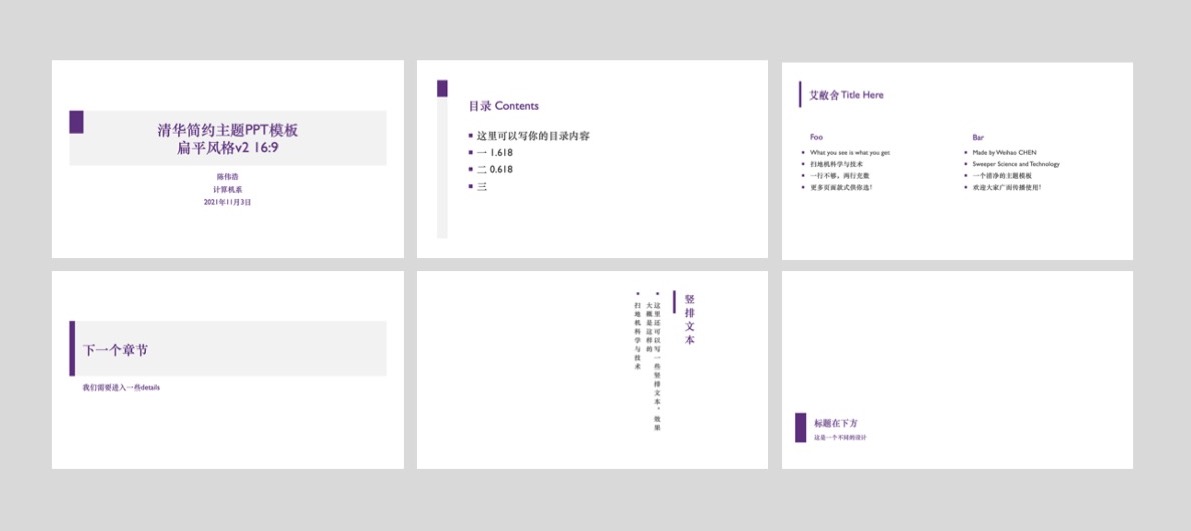 清华简约主题PPT模板
扁平风格v2 16:9
陈伟浩
计算机系
2021年11月3日
目录 Contents
这里可以写你的目录内容
一 1.618
二 0.618
三
艾敝舍 Title Here
Foo
What you see is what you get
扫地机科学与技术
一行不够，两行充数
更多页面款式供你选！
Bar
Made by Weihao CHEN
Sweeper Science and Technology
一个清净的主题模板
欢迎大家广而传播使用！
下一个章节
我们需要进入一些details
竖排文本
这里还可以写一些竖排文本，效果
大概是这样的
扫地机科学与技术
标题在下方
这是一个不同的设计